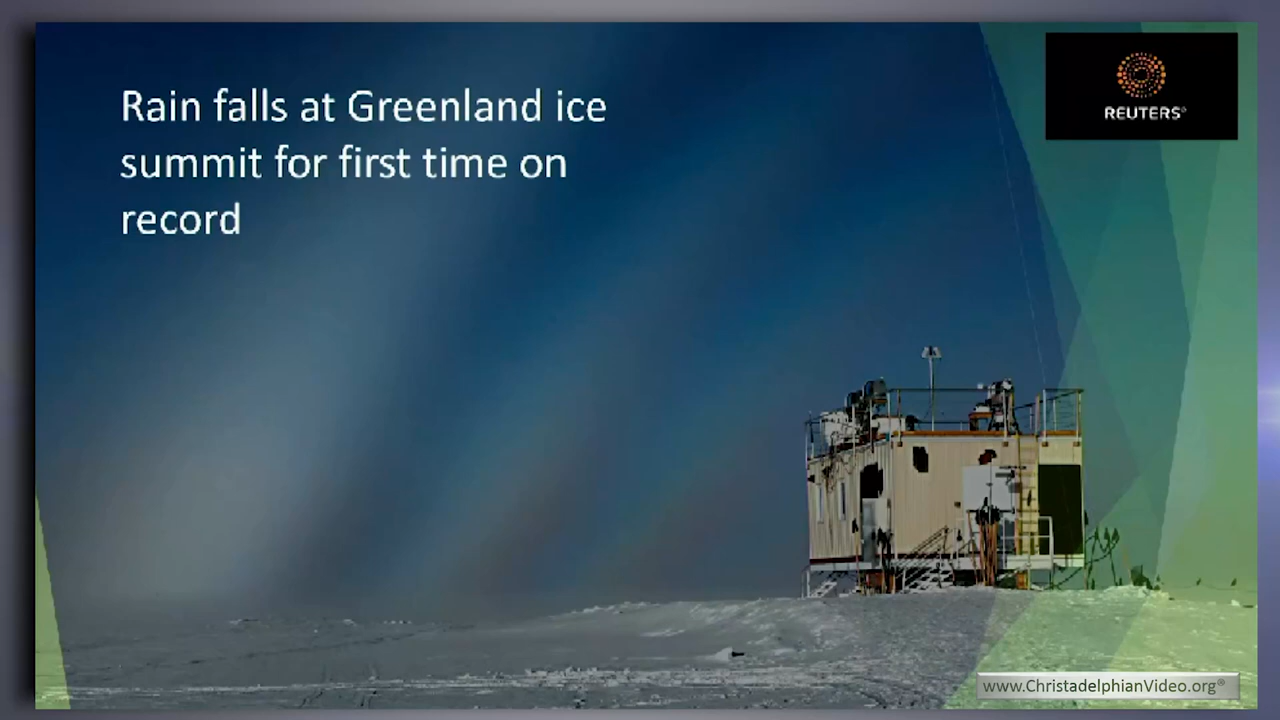 Rain falls at Greenland ice
summit for first time on
record
REUTERS®
www.ChristadelphianVideo.org®